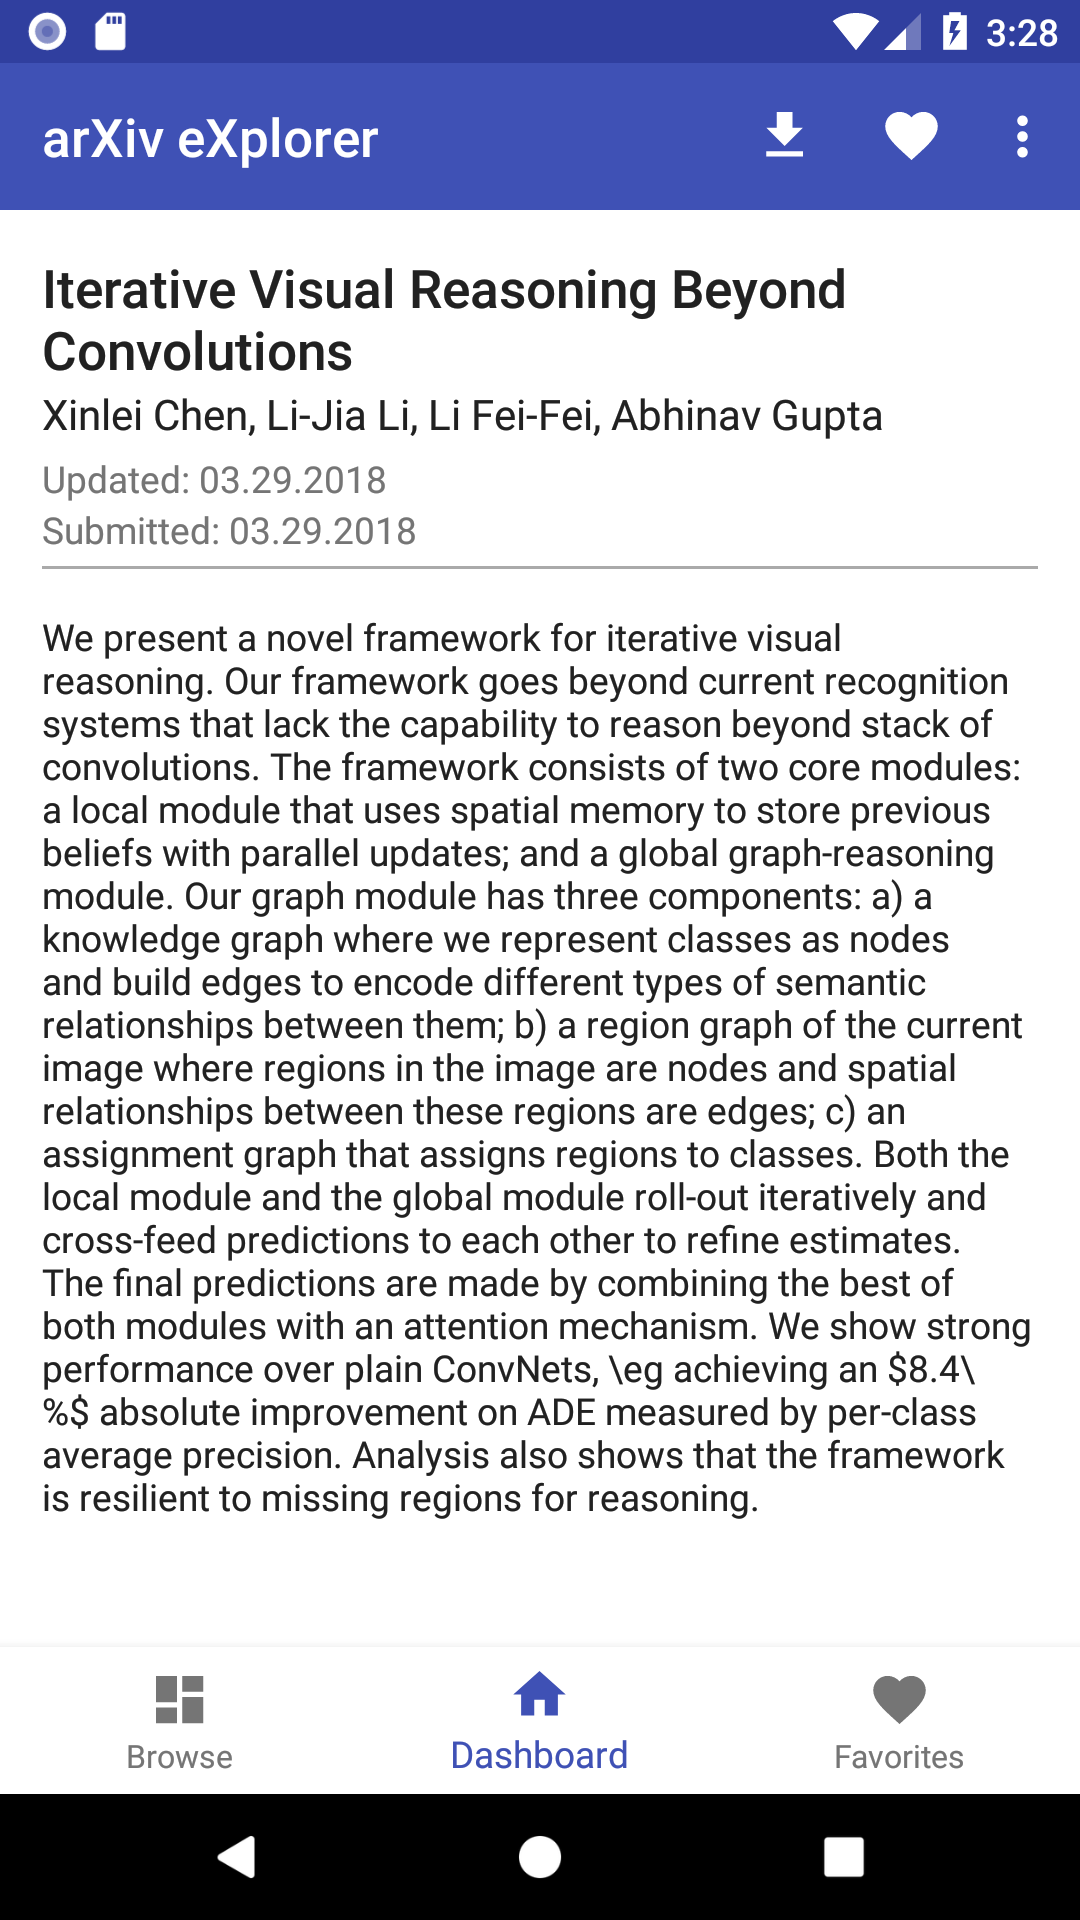 3:28
arXiv eXplorer
Iterative Visual Reasoning Beyond
Convolutions
Xinlei Chen, Li-Jia Li, Li Fei-Fei, Abhinav Gupta
Updated: 03.29.2018
Submitted: 03.29.2018
We present a novel framework for iterative visual
reasoning. Our framework goes beyond current recognition
systems that lack the capability to reason beyond stack of
convolutions. The framework consists of two core modules:
a local module that uses spatial memory to store previous
beliefs with parallel updates; and a global graph-reasoning
module. Our graph module has three components: a) a
knowledge graph where we represent classes as nodes
and build edges to encode different types of semantic
relationships between them; b) a region graph of the current
image where regions in the image are nodes and spatial
relationships between these regions are edges; c) an
assignment graph that assigns regions to classes. Both the
local module and the global module roll-out iteratively and
cross-feed predictions to each other to refine estimates.
The final predictions are made by combining the best of
both modules with an attention mechanism. We show strong
performance over plain ConvNets, \eg achieving an $8.4\
%$ absolute improvement on ADE measured by per-class
average precision. Analysis also shows that the framework
is resilient to missing regions for reasoning.
Browse
Dashboard
Favorites